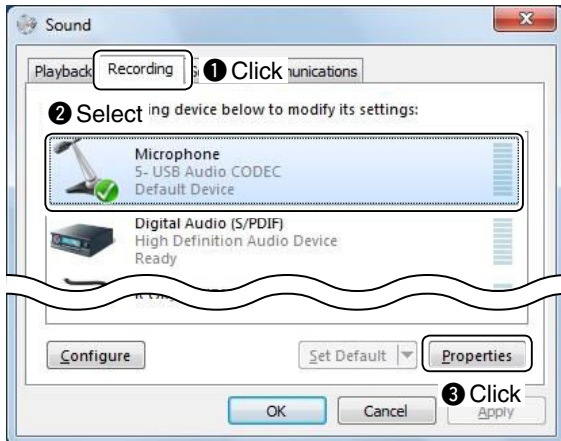 Sound
Playback Recording ❶ Click unications
❷ Select ing device below to modify its settings:
Microphone
5- USB Audio CODEC
Default Device
Digital Audio (S/PDIF)
High Definition Audio Device
Ready
Configure Set Default Properties
❸ Click
OK Cancel Apply